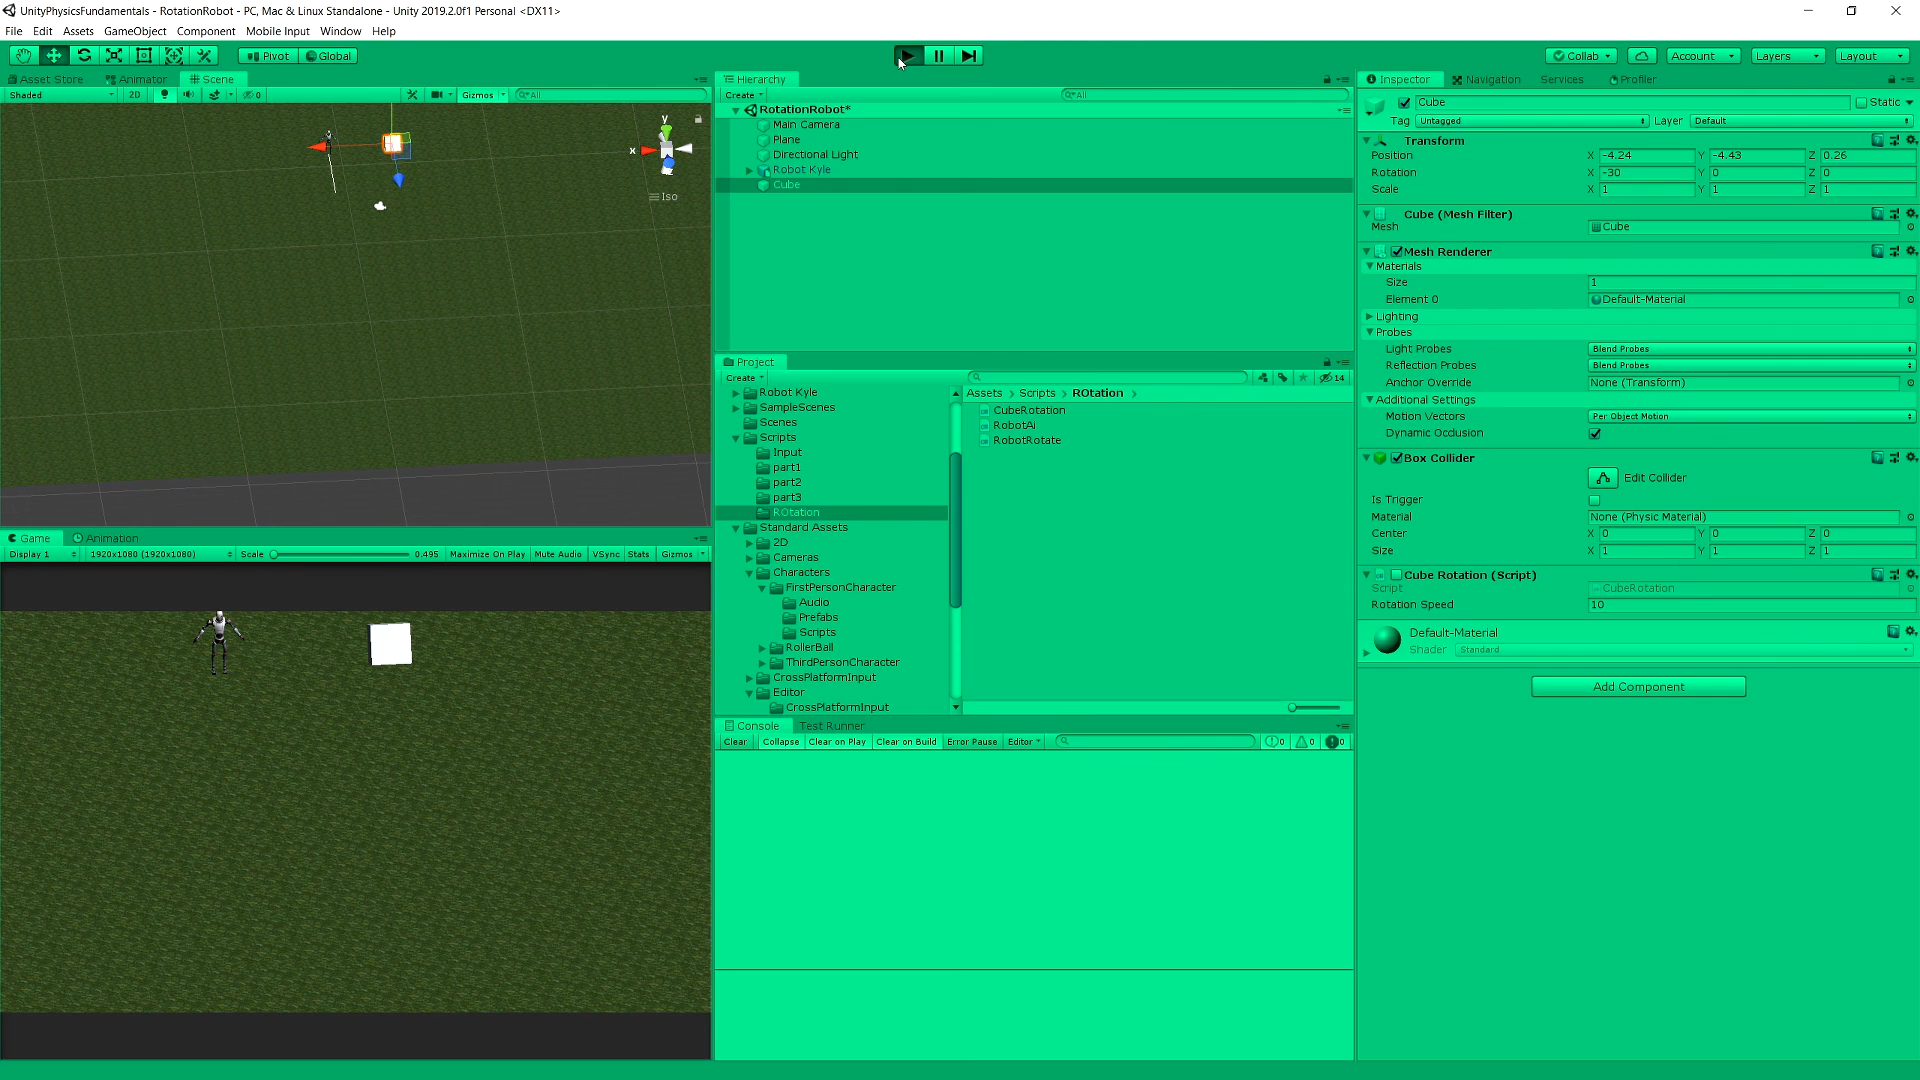 UnityPhysicsFundamentals - RotationRobot - PC, Mac & Linux Standalone - Unity 2019.2.0f1 Personal <DX11>
File Edit Assets GameObject Component Mobile Input Window Help
Pivot Global Collab Account Layers Layout
Asset Store Animator Scene
Shaded 2D 0 Gizmos All
y
x
Iso
Hierarchy
Create All
RotationRobot*
Main Camera
Plane
Directional Light
Robot Kyle
Cube
Project
Create 14
Robot Kyle
SampleScenes
Scenes
Scripts
Input
part1
part2
part3
ROtation
Standard Assets
2D
Cameras
Characters
FirstPersonCharacter
Audio
Prefabs
Scripts
RollerBall
ThirdPersonCharacter
CrossPlatformInput
Editor
CrossPlatformInput
Assets > Scripts > ROtation >
CubeRotation
RobotAi
RobotRotate
Game Animation
Display 1 1920x1080 (1920x1080) Scale 0.495 Maximize On Play Mute Audio VSync Stats Gizmos
Console Test Runner
Clear Collapse Clear on Play Clear on Build Error Pause Editor 0 0 0
Inspector Navigation Services Profiler
Cube Static
Tag Untagged Layer Default
Transform
Position X -4.24 Y -4.43 Z 0.26
Rotation X -30 Y 0 Z 0
Scale X 1 Y 1 Z 1
Cube (Mesh Filter)
Mesh Cube
Mesh Renderer
Materials
Size 1
Element 0 Default-Material
Lighting
Probes
Light Probes Blend Probes
Reflection Probes Blend Probes
Anchor Override None (Transform)
Additional Settings
Motion Vectors Per Object Motion
Dynamic Occlusion
Box Collider
Edit Collider
Is Trigger
Material None (Physic Material)
Center X 0 Y 0 Z 0
Size X 1 Y 1 Z 1
Cube Rotation (Script)
Script CubeRotation
Rotation Speed 10
Default-Material
Shader Standard
Add Component